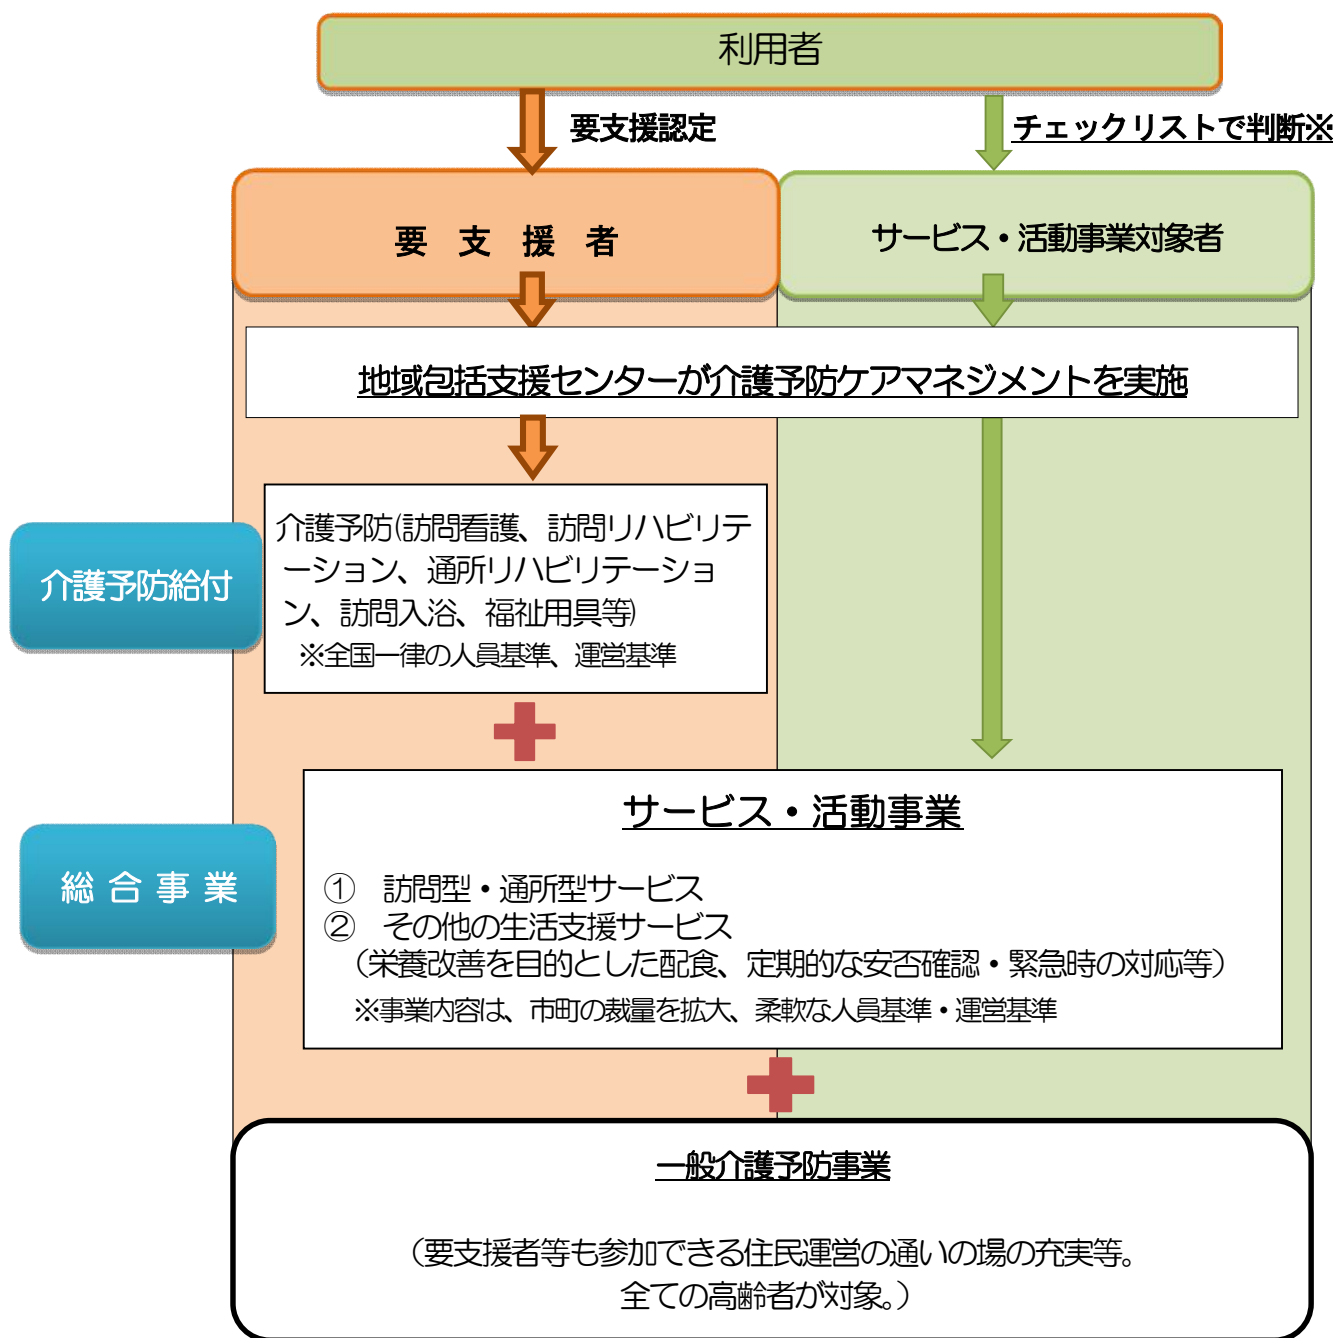 利用者
要支援認定
チェックリストで判断※
要 支 援 者
サービス・活動事業対象者
地域包括支援センターが介護予防ケアマネジメントを実施
介護予防給付
介護予防(訪問看護、訪問リハビリテ
ーション、通所リハビリテーショ
ン、訪問入浴、福祉用具等)
※全国一律の人員基準、運営基準
総 合 事 業
サービス・活動事業
① 訪問型・通所型サービス
② その他の生活支援サービス
（栄養改善を目的とした配食、定期的な安否確認・緊急時の対応等）
※事業内容は、市町の裁量を拡大、柔軟な人員基準・運営基準
一般介護予防事業
（要支援者等も参加できる住民運営の通いの場の充実等。
全ての高齢者が対象。）